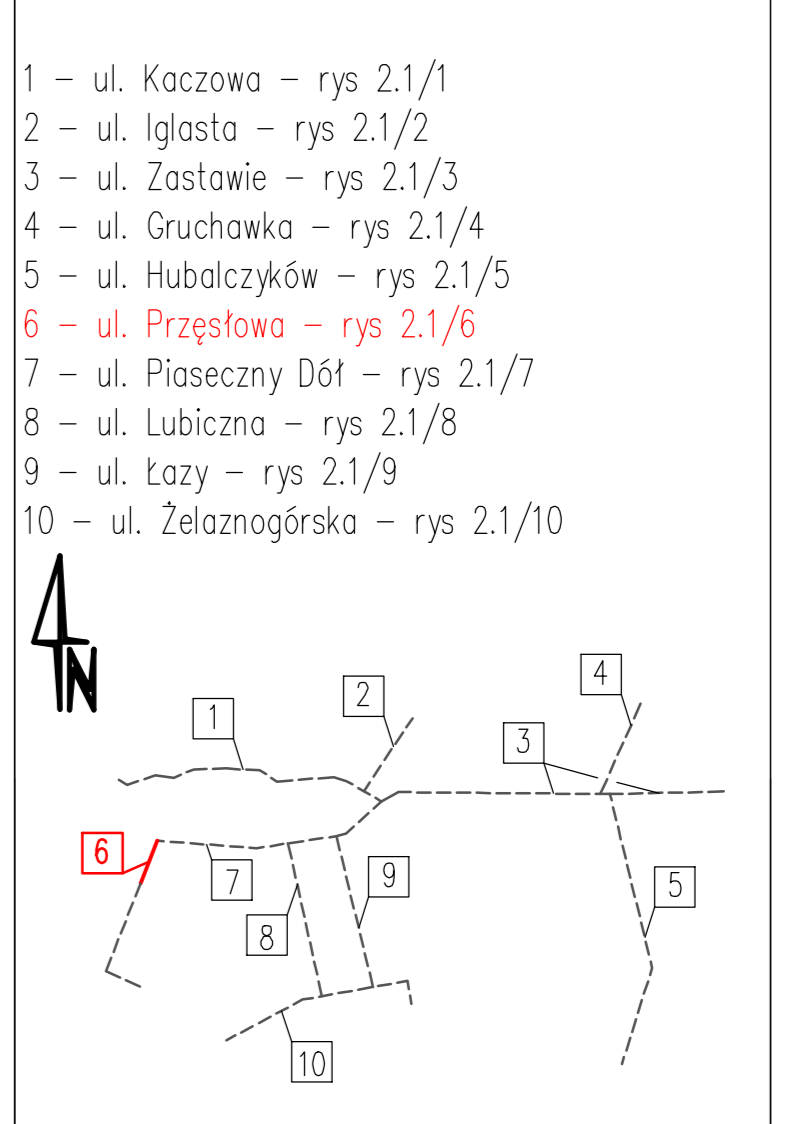 1 – ul. Kaczowa – rys 2.1/1
2 – ul. Iglasta – rys 2.1/2
3 – ul. Zastawie – rys 2.1/3
4 – ul. Gruchawka – rys 2.1/4
5 – ul. Hubalczyków – rys 2.1/5
6 – ul. Przęsłowa – rys 2.1/6
7 – ul. Piaseczny Dół – rys 2.1/7
8 – ul. Lubiczna – rys 2.1/8
9 – ul. Łazy – rys 2.1/9
10 – ul. Żelaznogórska – rys 2.1/10
N
1
2
3
4
6
7
8
9
5
10